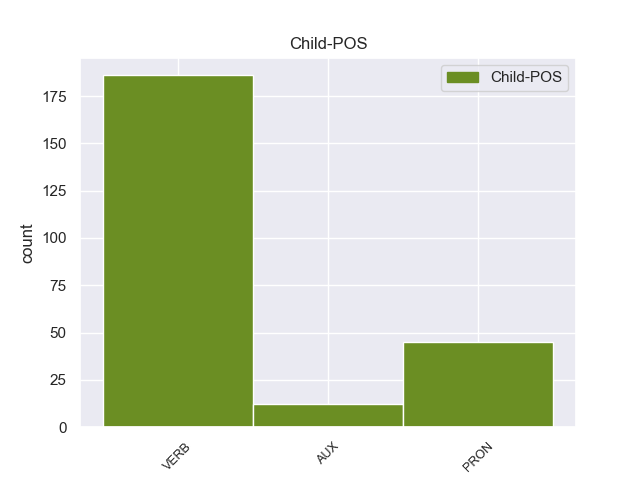 Child-POS
Child-POS
175
150
125
100
75
50
25
0
count
VERB
AUX
PRON